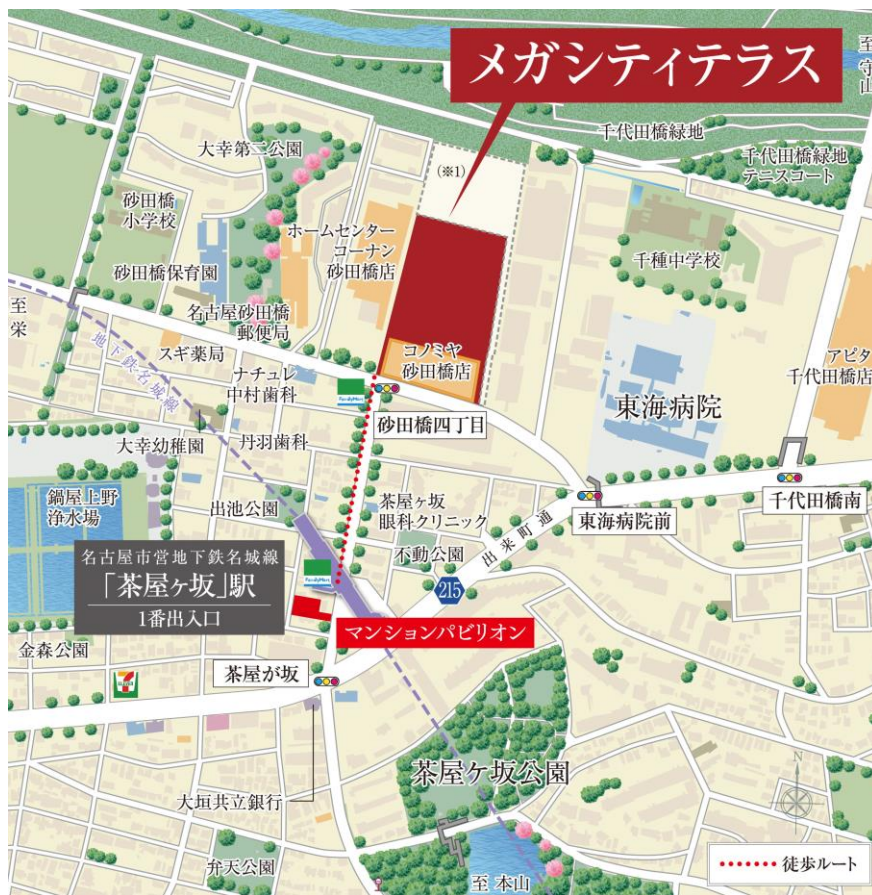 メガシティテラス
至
守
山
千代田橋緑地
千代田橋緑地
テニスコート
大幸第二公園
(※1)
砂田橋
小学校
ホームセンター
コーナン
砂田橋店
千種中学校
砂田橋保育園
至
栄
名古屋砂田橋
郵便局
地下鉄名城線
スギ薬局
コノミヤ
砂田橋店
アピタ
千代田橋店
ナチュレ
中村歯科
FamilyMart
東海病院
砂田橋四丁目
大幸幼稚園
丹羽歯科
鍋屋上野
浄水場
出池公園
茶屋ヶ坂
眼科クリニック
東海病院前
千代田橋南
不動公園
出来町通
名古屋市営地下鉄名城線
「茶屋ヶ坂」駅
1番出入口
FamilyMart
215
マンションパビリオン
金森公園
茶屋が坂
茶屋ケ坂公園
大垣共立銀行
N
弁天公園
至 本山
徒歩ルート